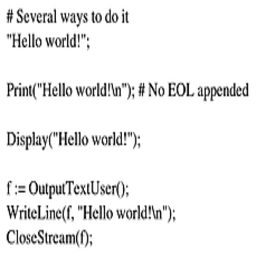 # Several ways to do it
"Hello world!";
Print("Hello world!\n"); # No EOL appended
Display("Hello world!");
f := OutputTextUser();
WriteLine(f, "Hello world!\n");
CloseStream(f);